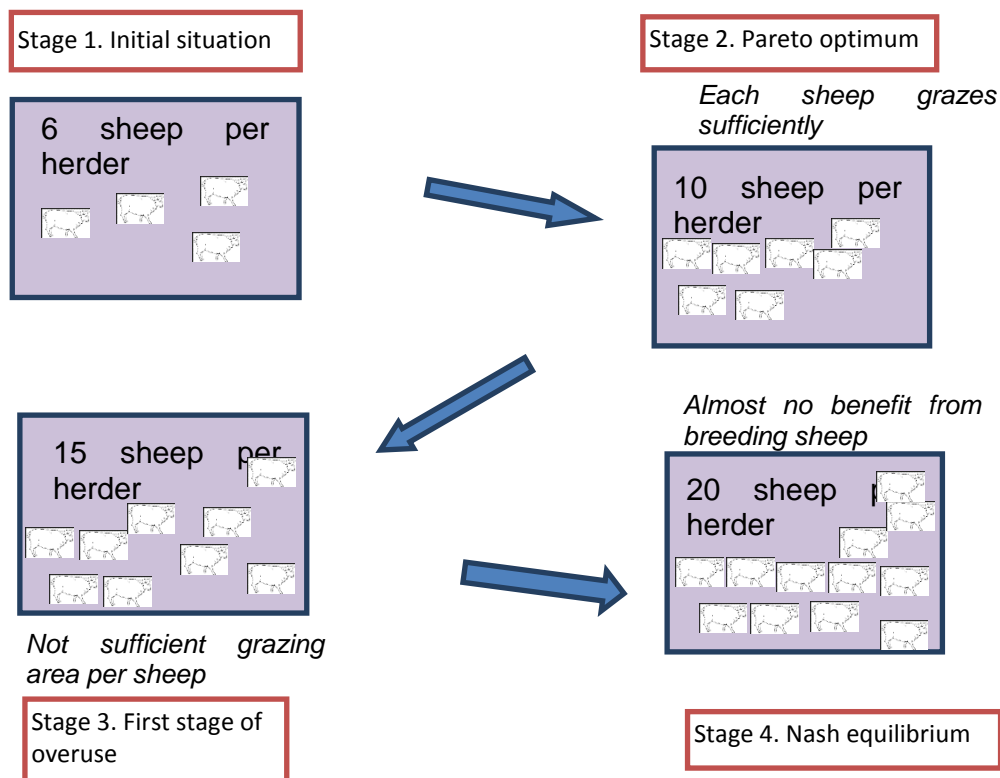 Stage 1. Initial situation
6 sheep per
herder
Stage 2. Pareto optimum
Each sheep grazes
sufficiently
10 sheep per
herder
15 sheep per
herder
Not sufficient grazing
area per sheep
Stage 3. First stage of
overuse
Almost no benefit from
breeding sheep
20 sheep per
herder
Stage 4. Nash equilibrium